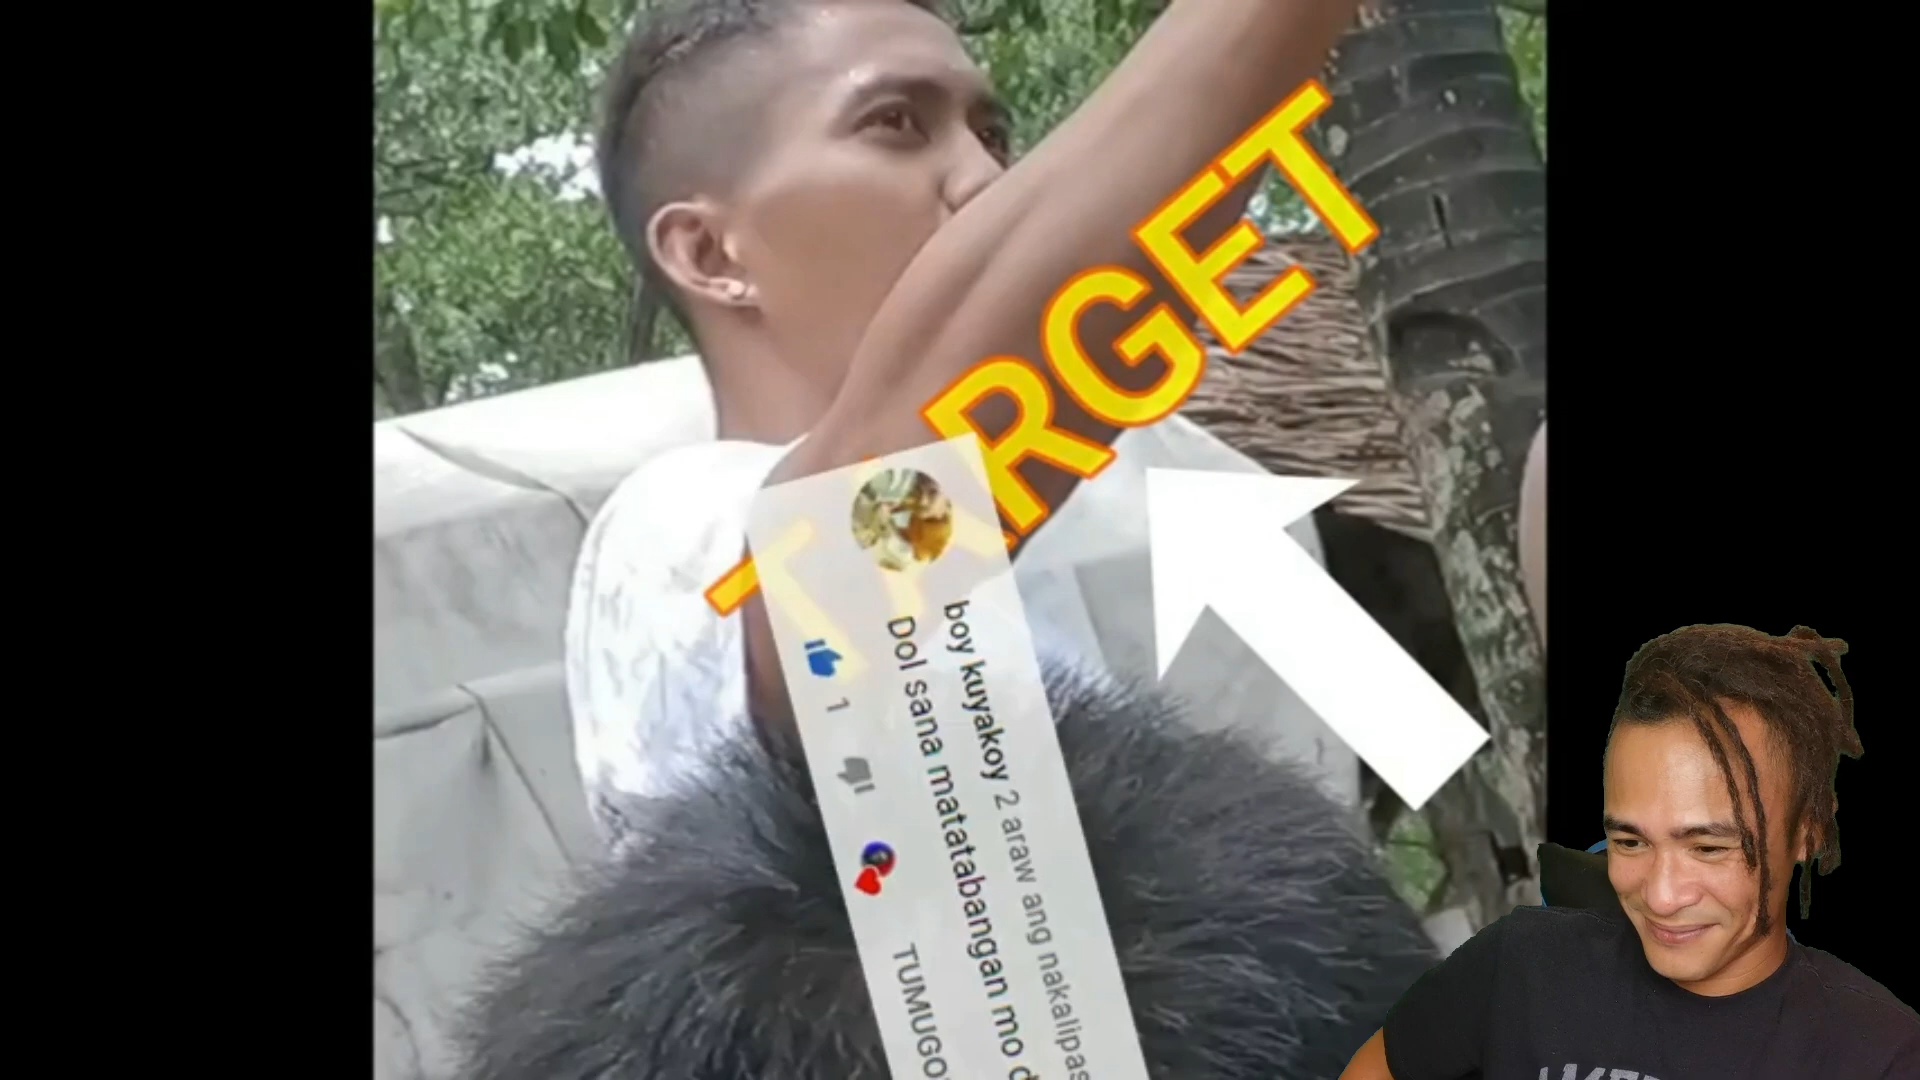 TARGET
boy kuyakoy 2 araw ang nakalipas
Dol sana matatabangan mo
1